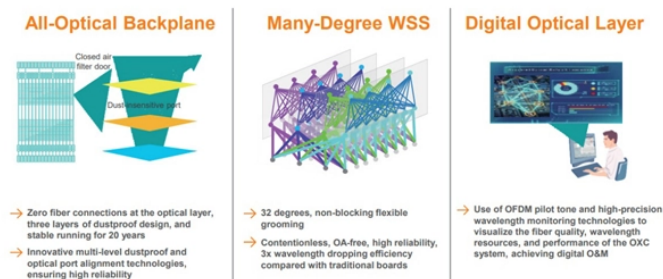 All-Optical Backplane
Closed air
filter door
Dust-insensitive port
→ Zero fiber connections at the optical layer,
three layers of dustproof design, and
stable running for 20 years
→ Innovative multi-level dustproof and
optical port alignment technologies,
ensuring high reliability
Many-Degree WSS
→ 32 degrees, non-blocking flexible
grooming
→ Contentionless, OA-free, high reliability,
3x wavelength dropping efficiency
compared with traditional boards
Digital Optical Layer
→ Use of OFDM pilot tone and high-precision
wavelength monitoring technologies to
visualize the fiber quality, wavelength
resources, and performance of the OXC
system, achieving digital O&M